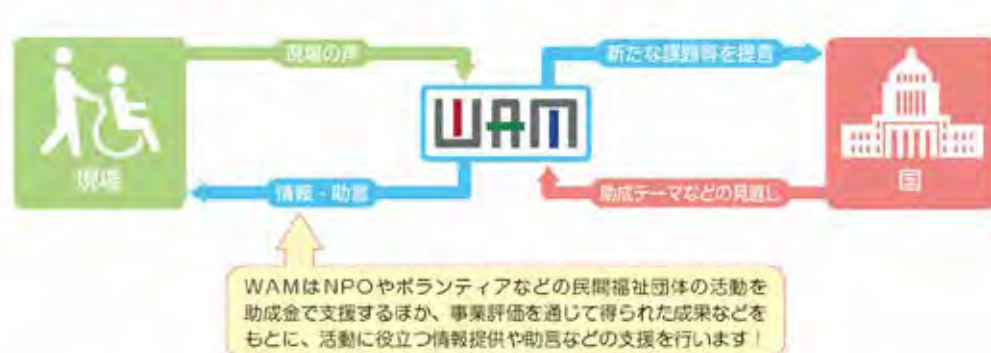 現場の声
新たな課題等を提言
WAM
現場
国
情報・助言
助成テーマなどの見直し
WAMはNPOやボランティアなどの民間福祉団体の活動を
助成金で支援するほか、事業評価を通じて得られた成果などを
もとに、活動に役立つ情報提供や助言などの支援を行います！